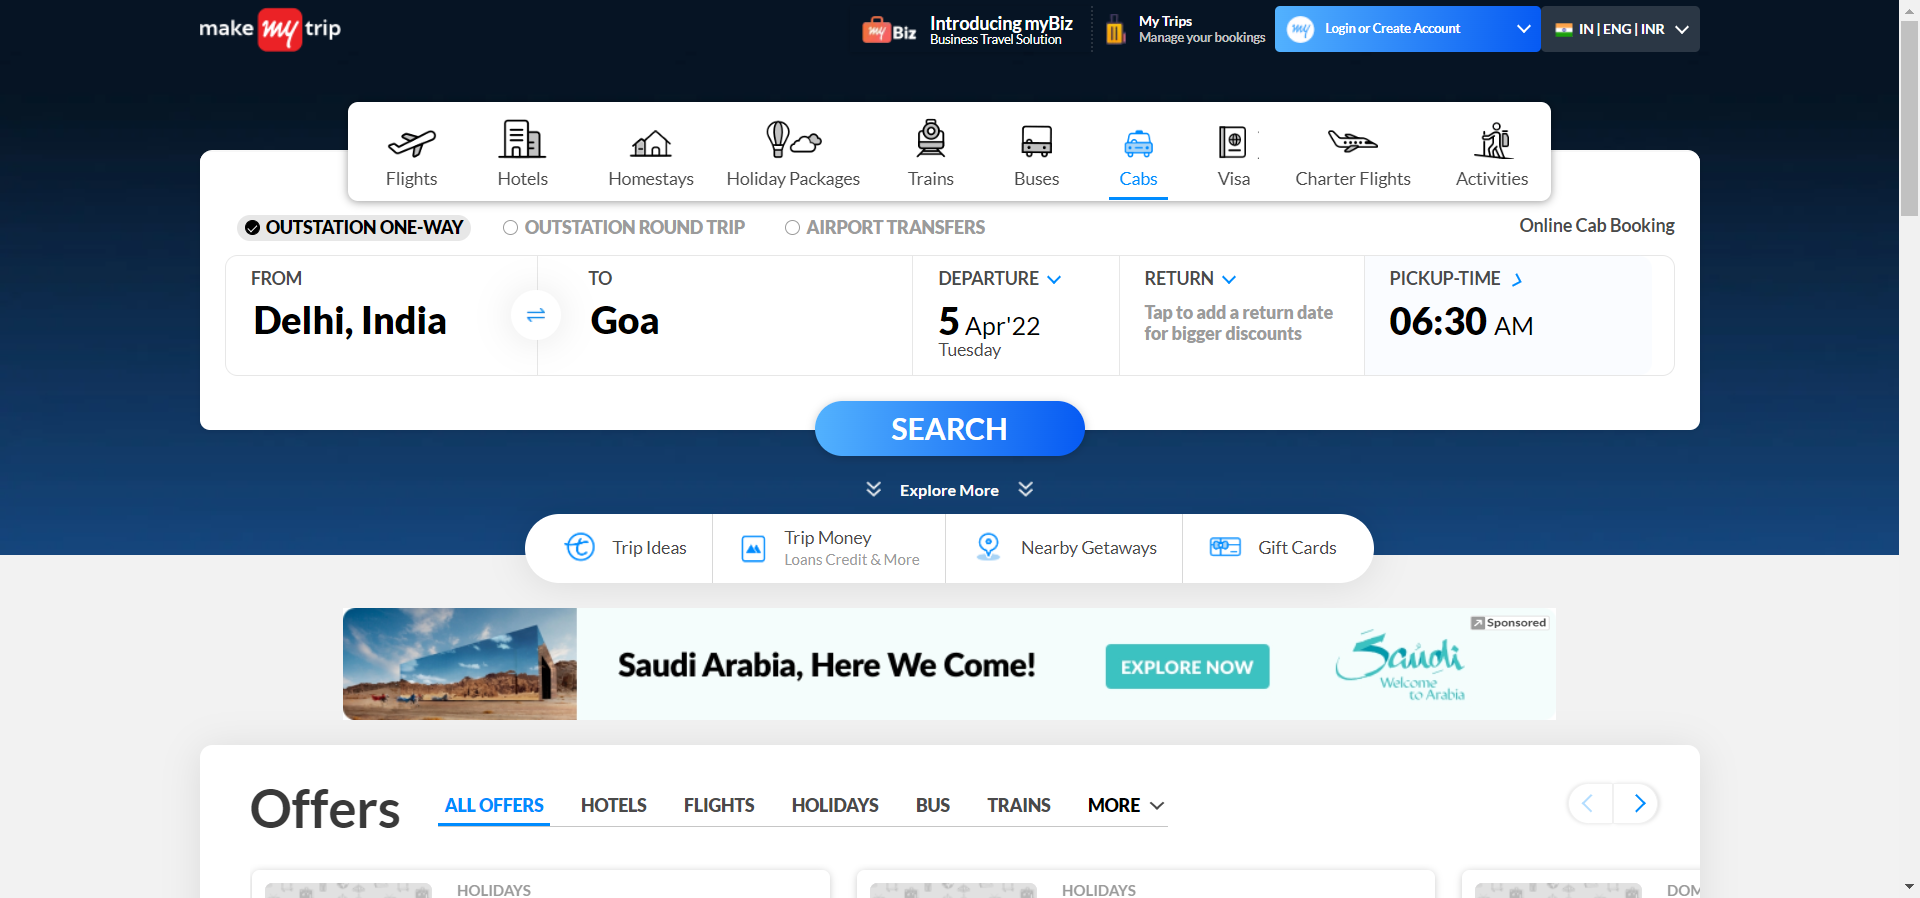 make my trip
my Biz
Introducing myBiz
Business Travel Solution
My Trips
Manage your bookings
my
Login or Create Account
IN | ENG | INR
Flights
Hotels
Homestays
Holiday Packages
Trains
Buses
Cabs
Visa
Charter Flights
Activities
OUTSTATION ONE-WAY
OUTSTATION ROUND TRIP
AIRPORT TRANSFERS
Online Cab Booking
FROM
Delhi, India
TO
Goa
DEPARTURE
5 Apr'22
Tuesday
RETURN
Tap to add a return date
for bigger discounts
PICKUP-TIME
06:30 AM
SEARCH
Explore More
Trip Ideas
Trip Money
Loans Credit & More
Nearby Getaways
Gift Cards
Saudi Arabia, Here We Come!
EXPLORE NOW
Sponsored
Saudi
Welcome
to Arabia
Offers
ALL OFFERS
HOTELS
FLIGHTS
HOLIDAYS
BUS
TRAINS
MORE
HOLIDAYS
HOLIDAYS
DOM